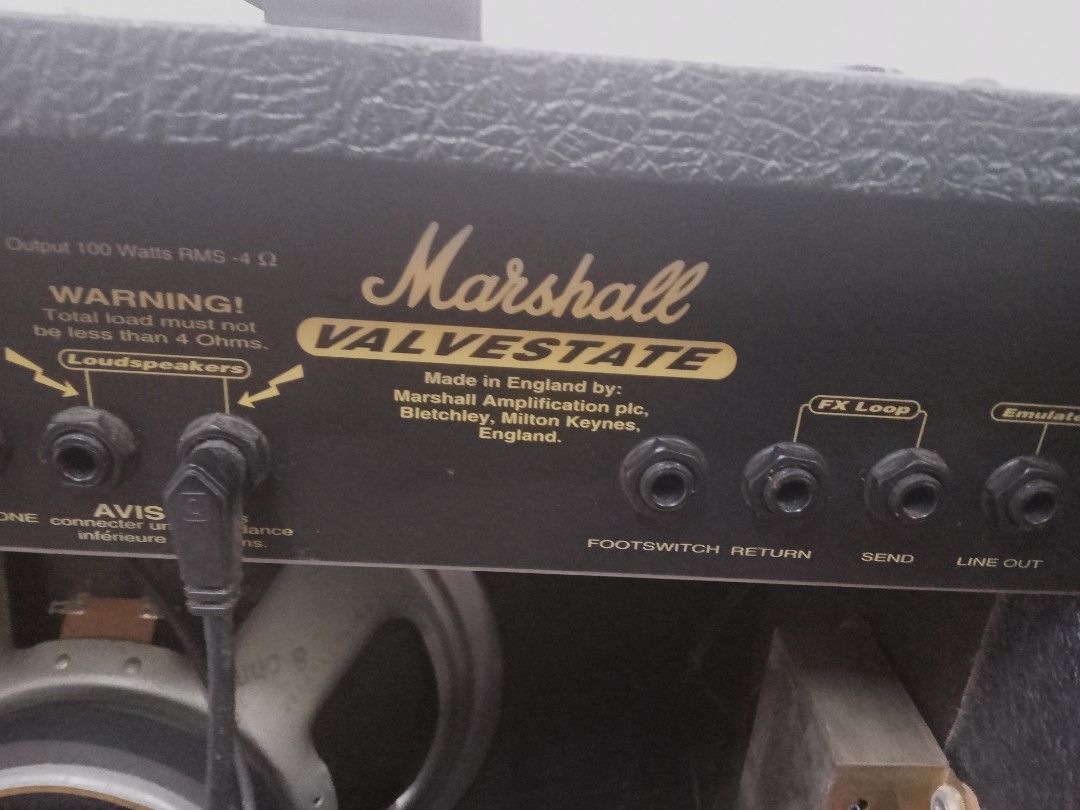 Output 100 Watts RMS -4 Ω
WARNING!
Total load must not
be less than 4 Ohms.
Loudspeakers
AVIS
connecter un
inférieure
Marshall
VALVESTATE
Made in England by:
Marshall Amplification plc,
Bletchley, Milton Keynes,
England.
FX Loop
FOOTSWITCH
RETURN
SEND
LINE OUT